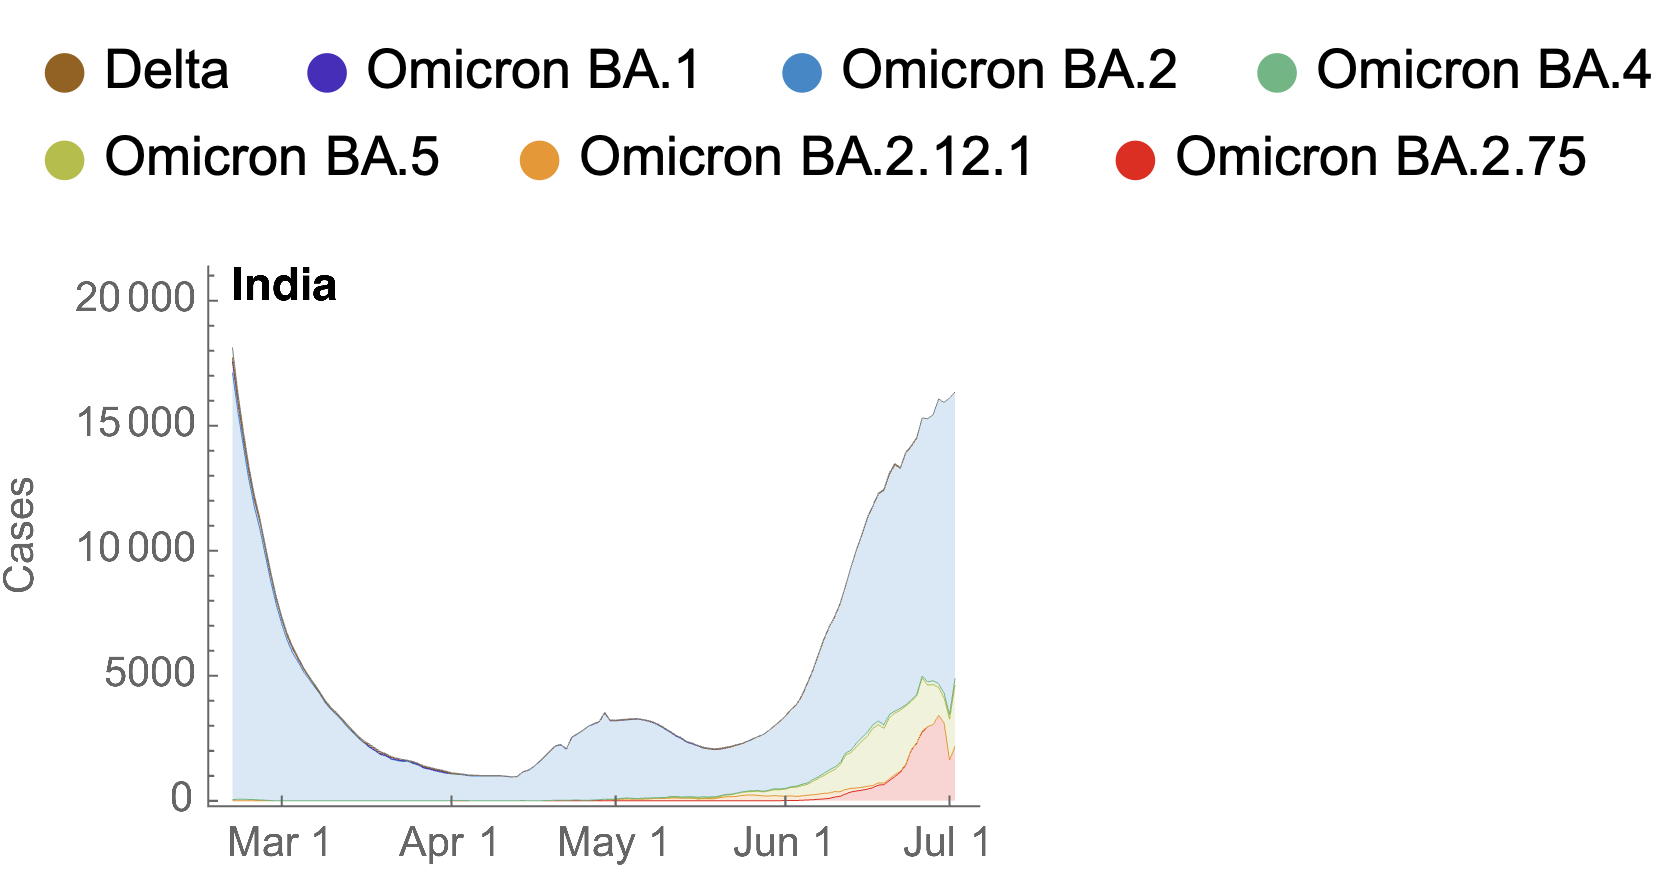 Delta Omicron BA.1 Omicron BA.2 Omicron BA.4
Omicron BA.5 Omicron BA.2.12.1 Omicron BA.2.75
India
20 000
15 000
10 000
5000
0
Cases
Mar 1 Apr 1 May 1 Jun 1 Jul 1